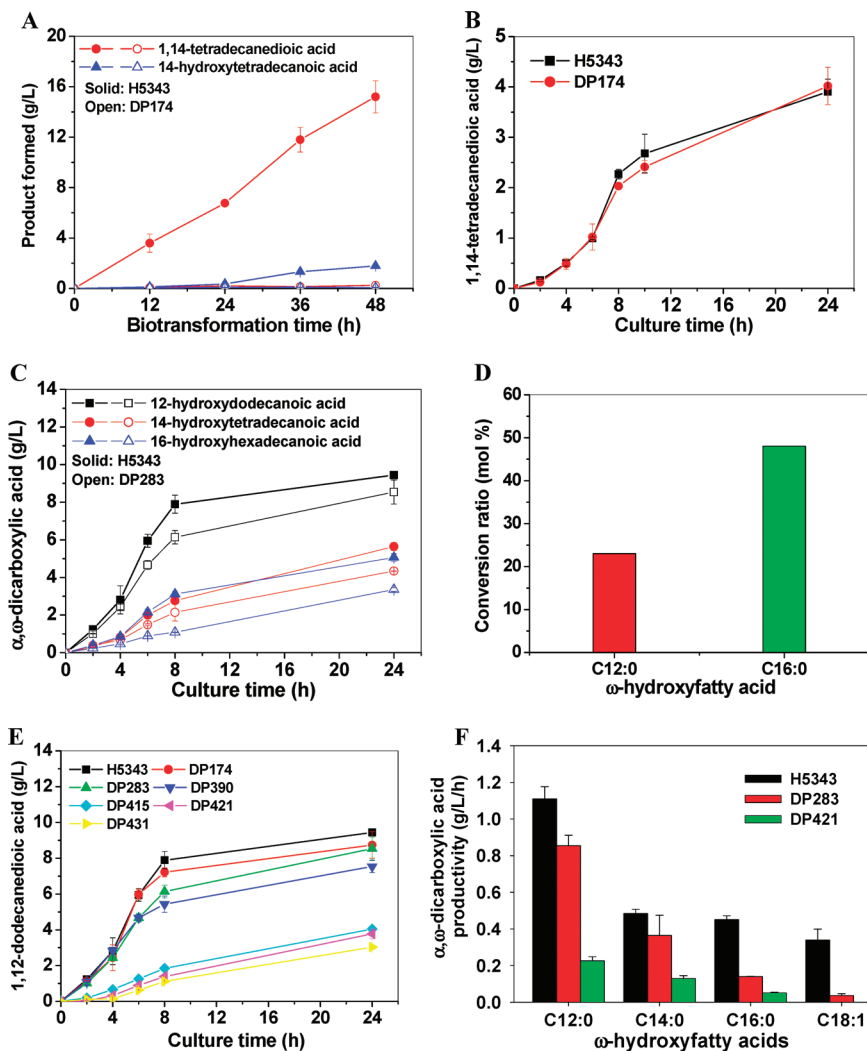 A
20
16
12
8
4
0
Product formed (g/L)
1,14-tetradecanedioic acid
14-hydroxytetradecanoic acid
Solid: H5343
Open: DP174
0 12 24 36 48
Biotransformation time (h)
B
6
5
4
3
2
1
0
1,14-tetradecanedioic acid (g/L)
H5343
DP174
0 4 8 12 16 20 24
Culture time (h)
C
14
12
10
8
6
4
2
0
α,ω-dicarboxylic acid (g/L)
12-hydroxydodecanoic acid
14-hydroxytetradecanoic acid
16-hydroxyhexadecanoic acid
Solid: H5343
Open: DP283
0 4 8 12 16 20 24
Culture time (h)
D
60
50
40
30
20
10
0
Conversion ratio (mol %)
C12:0 C16:0
ω-hydroxyfatty acid
E
14
12
10
8
6
4
2
0
1,12-dodecanedioic acid (g/L)
H5343 DP174
DP283 DP390
DP415 DP421
DP431
0 4 8 12 16 20 24
Culture time (h)
F
1.4
1.2
1.0
0.8
0.6
0.4
0.2
0.0
α,ω-dicarboxylic acid
productivity (g/L/h)
H5343
DP283
DP421
C12:0 C14:0 C16:0 C18:1
ω-hydroxyfatty acids